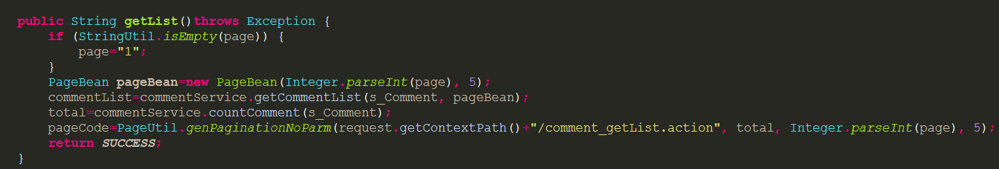 public String getList()throws Exception {
if (StringUtil.isEmpty(page)) {
page="1";
}
PageBean pageBean=new PageBean(Integer.parseInt(page), 5);
commentList=commentService.getCommentList(s_Comment, pageBean);
total=commentService.countComment(s_Comment);
pageCode=PageUtil.genPaginationNoParm(request.getContextPath()+"/comment_getList.action", total, Integer.parseInt(page), 5);
return SUCCESS;
}